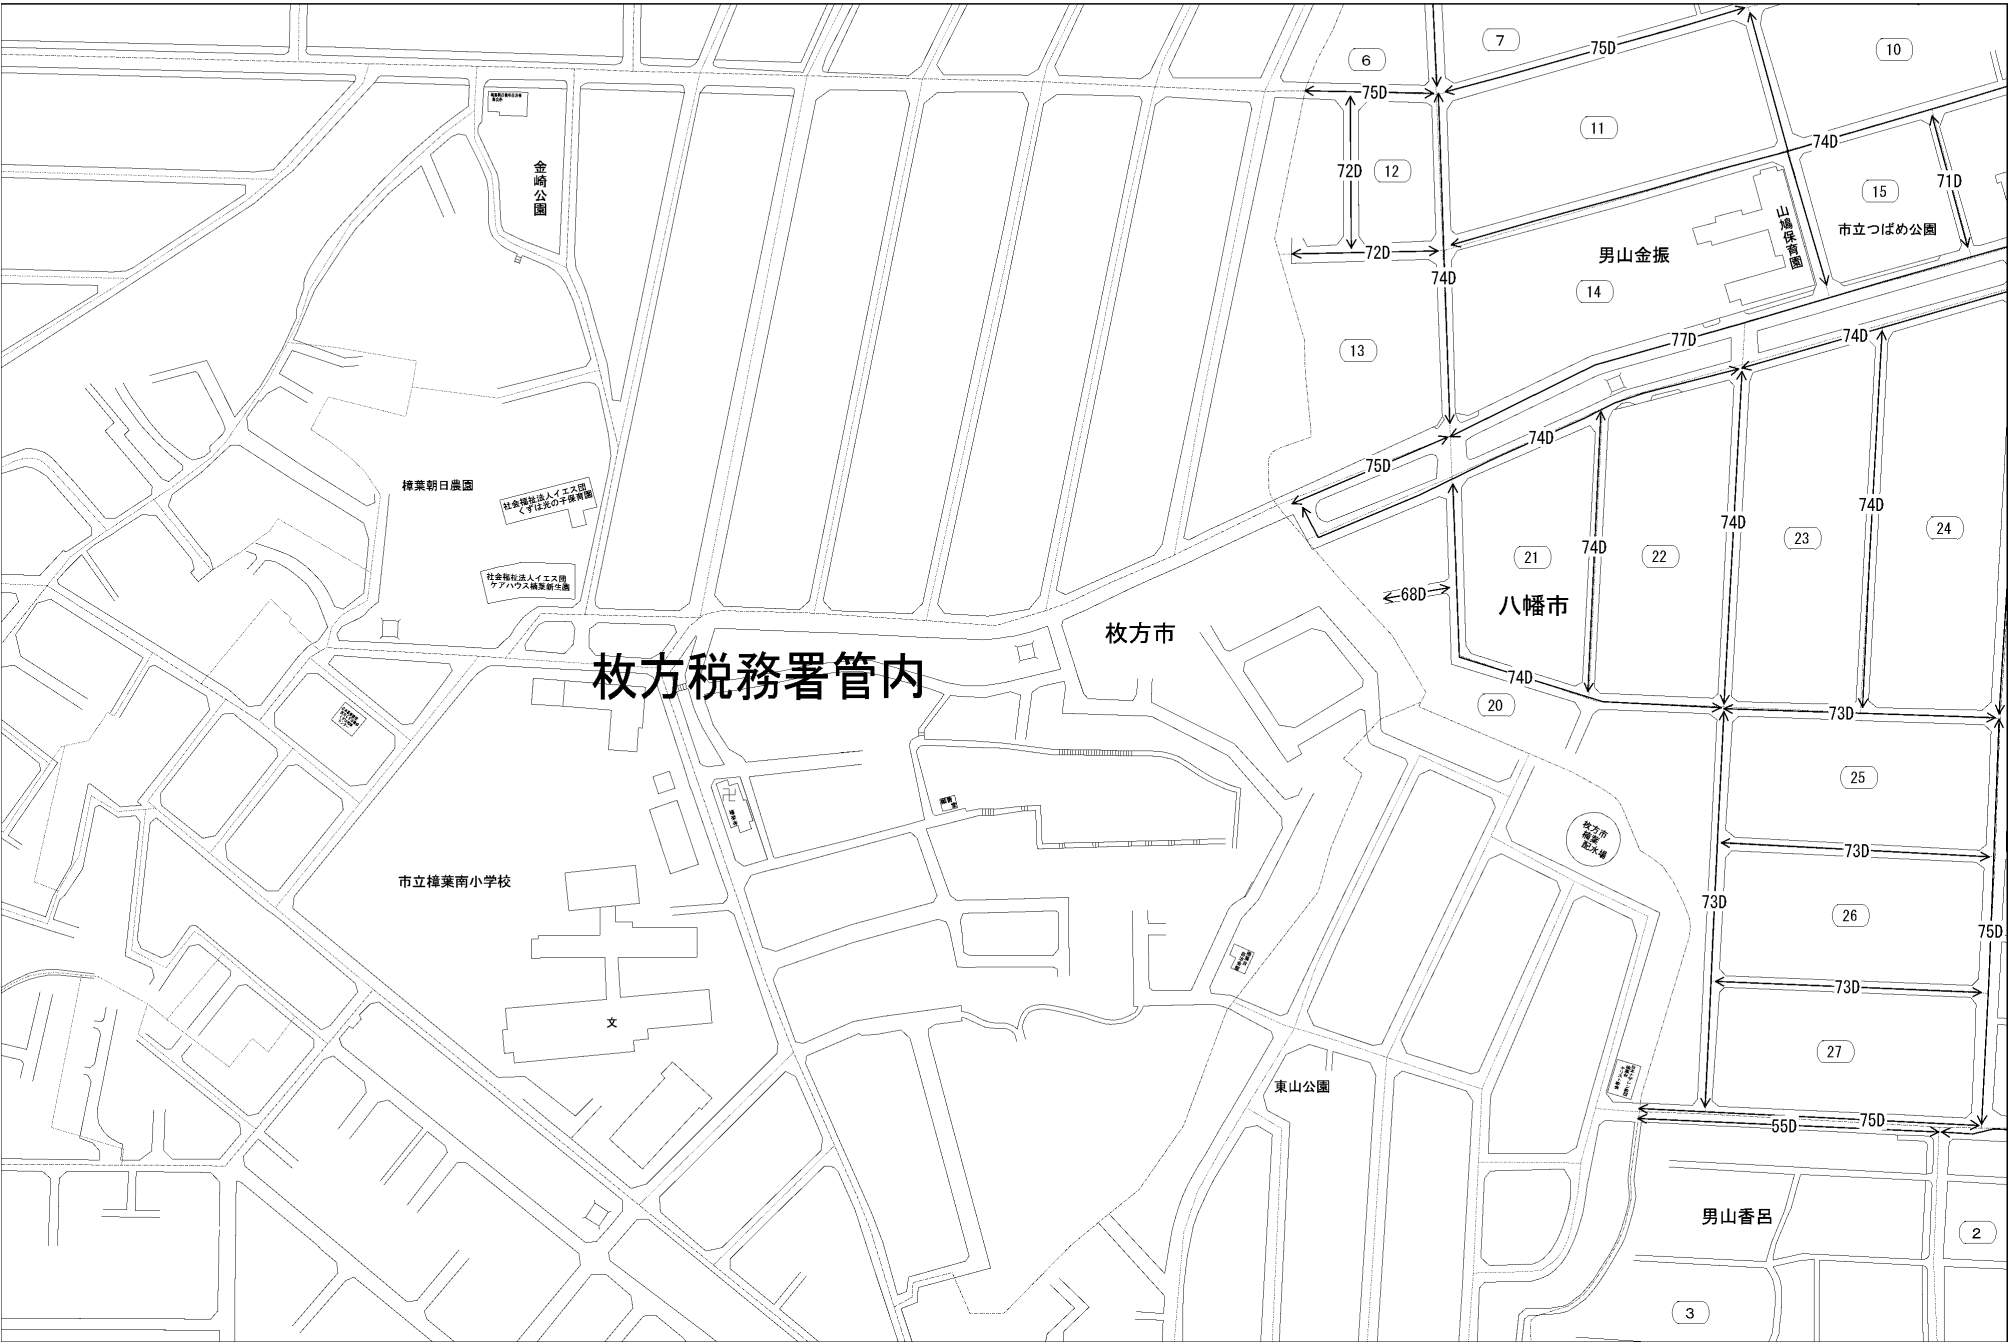 6
7
75D
10
75D
11
74D
12
72D
71D
15
金崎公園
市立つばめ公園
山鳩保育園
男山金振
72D
74D
14
77D
74D
13
74D
75D
樟葉朝日農園
社会福祉法人イエス団
くずは光の子保育園
74D
74D
74D
21
22
23
24
社会福祉法人イエス団
ケアハウス楠葉新生園
68D
八幡市
枚方市
枚方税務署管内
74D
20
73D
25
枚方市
楠葉
配水場
73D
市立樟葉南小学校
73D
26
75D
73D
文
27
東山公園
75D
55D
男山香呂
2
3